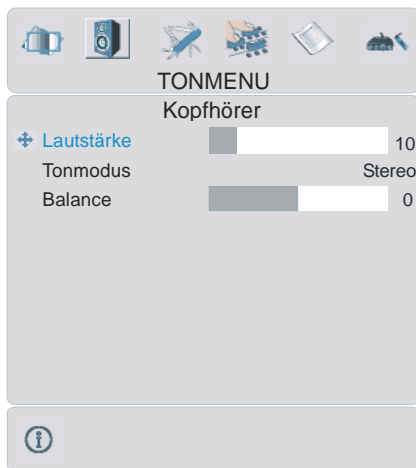 TONMENU
Kopfhörer
Lautstärke 10
Tonmodus Stereo
Balance 0